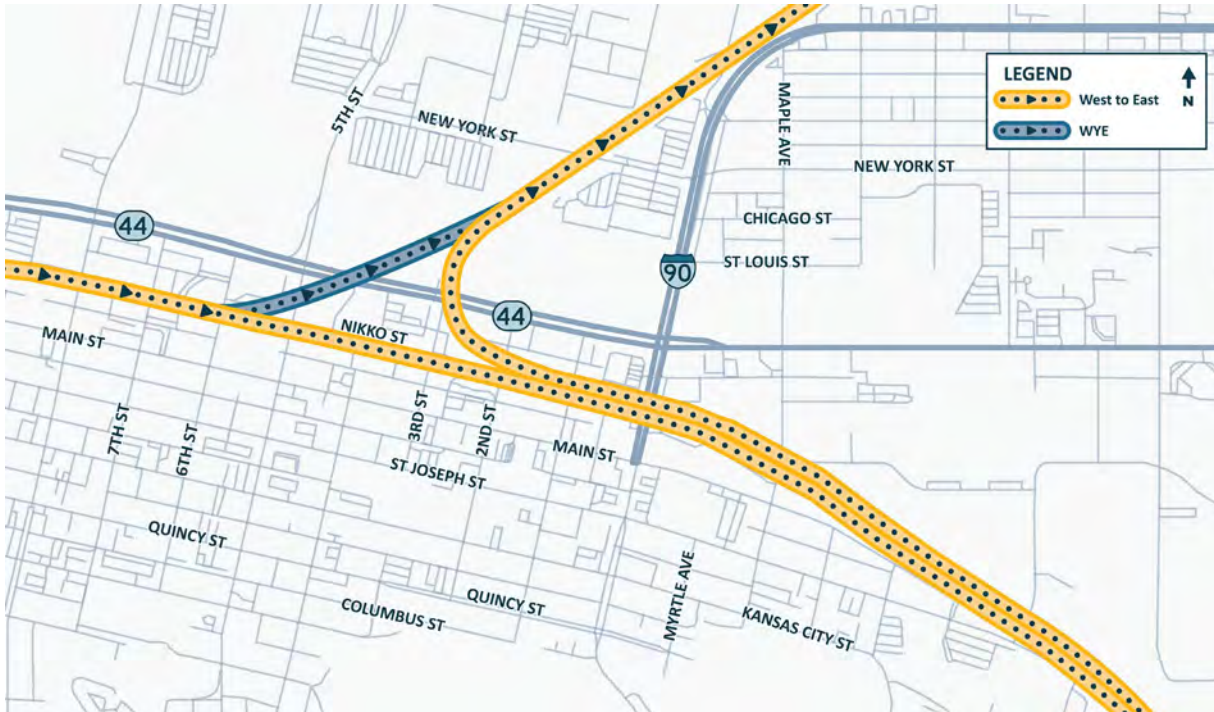 LEGEND
N
West to East
WYE
5TH ST
NEW YORK ST
MAPLE AVE
NEW YORK ST
44
CHICAGO ST
ST LOUIS ST
90
44
NIKKO ST
MAIN ST
7TH ST
6TH ST
3RD ST
2ND ST
MAIN ST
ST JOSEPH ST
QUINCY ST
QUINCY ST
COLUMBUS ST
MYRTLE AVE
KANSAS CITY ST